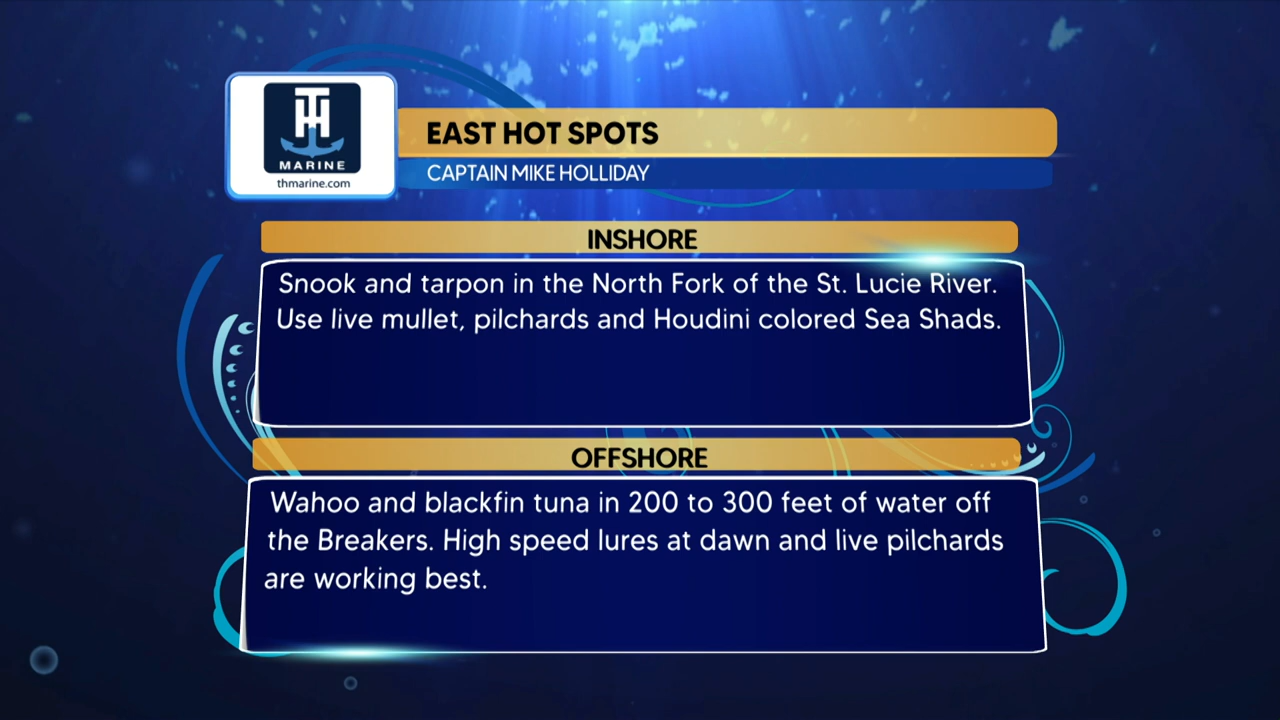 TH
MARINE
thmarine.com
EAST HOT SPOTS
CAPTAIN MIKE HOLLIDAY
INSHORE
Snook and tarpon in the North Fork of the St. Lucie River.
Use live mullet, pilchards and Houdini colored Sea Shads.
OFFSHORE
Wahoo and blackfin tuna in 200 to 300 feet of water off
the Breakers. High speed lures at dawn and live pilchards
are working best.